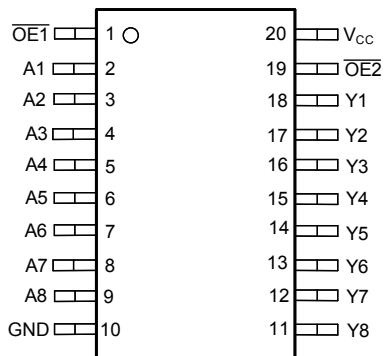 O̅E̅1̅ 1 20 VCC
A1 2 19 O̅E̅2̅
A2 3 18 Y1
A3 4 17 Y2
A4 5 16 Y3
A5 6 15 Y4
A6 7 14 Y5
A7 8 13 Y6
A8 9 12 Y7
GND 10 11 Y8